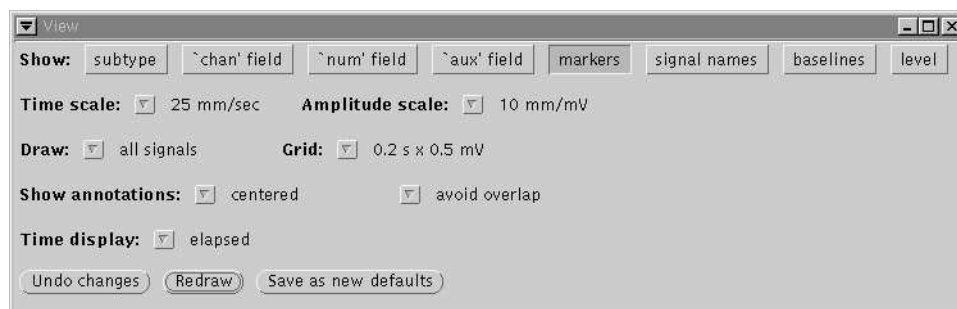 View
Show: subtype `chan' field `num' field `aux' field markers signal names baselines level
Time scale: 25 mm/sec Amplitude scale: 10 mm/mV
Draw: all signals Grid: 0.2 s x 0.5 mV
Show annotations: centered avoid overlap
Time display: elapsed
Undo changes Redraw Save as new defaults